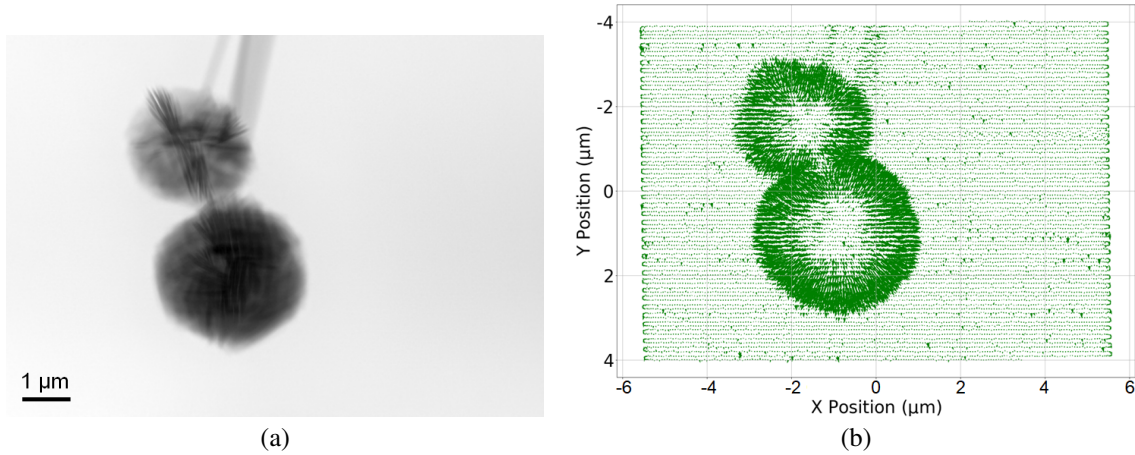 1 μm
(a)
-4
-2
0
2
4
Y Position (μm)
-6
-4
-2
0
2
4
6
X Position (μm)
(b)